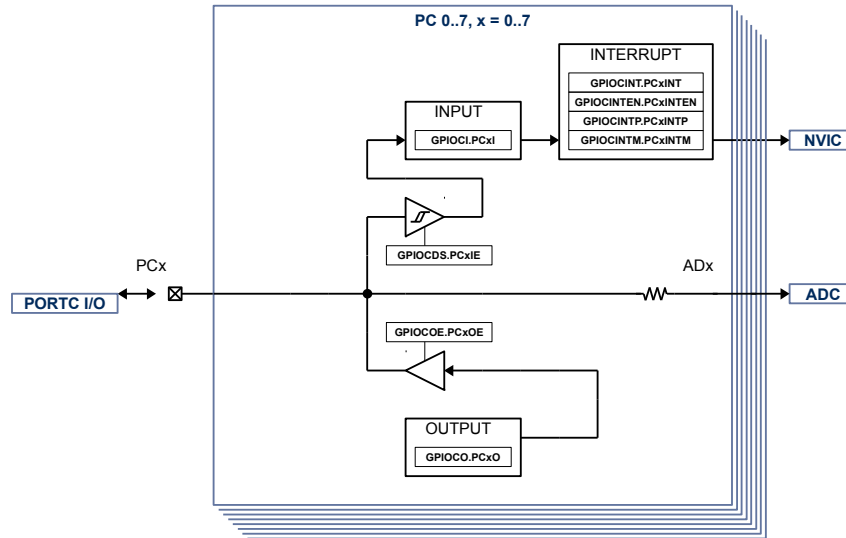 PC 0..7, x = 0..7
INTERRUPT
GPIOCINT.PCxINT
GPIOCINTEN.PCxINTEN
GPIOCINTP.PCxINTP
GPIOCINTM.PCxINTM
INPUT
GPIOCI.PCxI
NVIC
GPIOCDS.PCxIE
PCx
ADx
PORTC I/O
ADC
GPIOCOE.PCxOE
OUTPUT
GPIOCO.PCxO